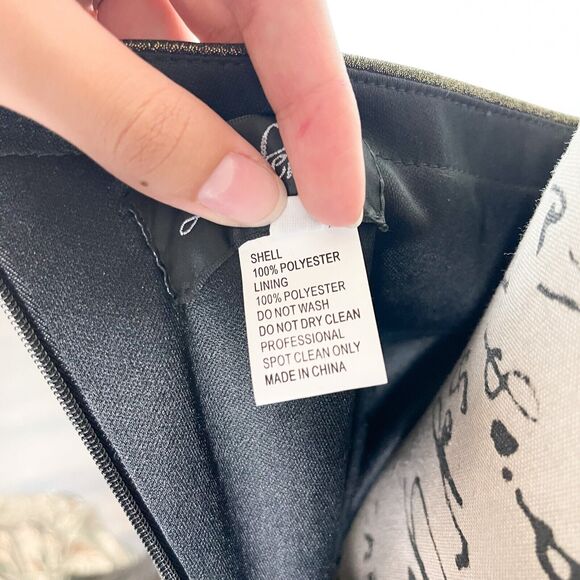 SHELL
100% POLYESTER
LINING
100% POLYESTER
DO NOT WASH
DO NOT DRY CLEAN
PROFESSIONAL
SPOT CLEAN ONLY
MADE IN CHINA